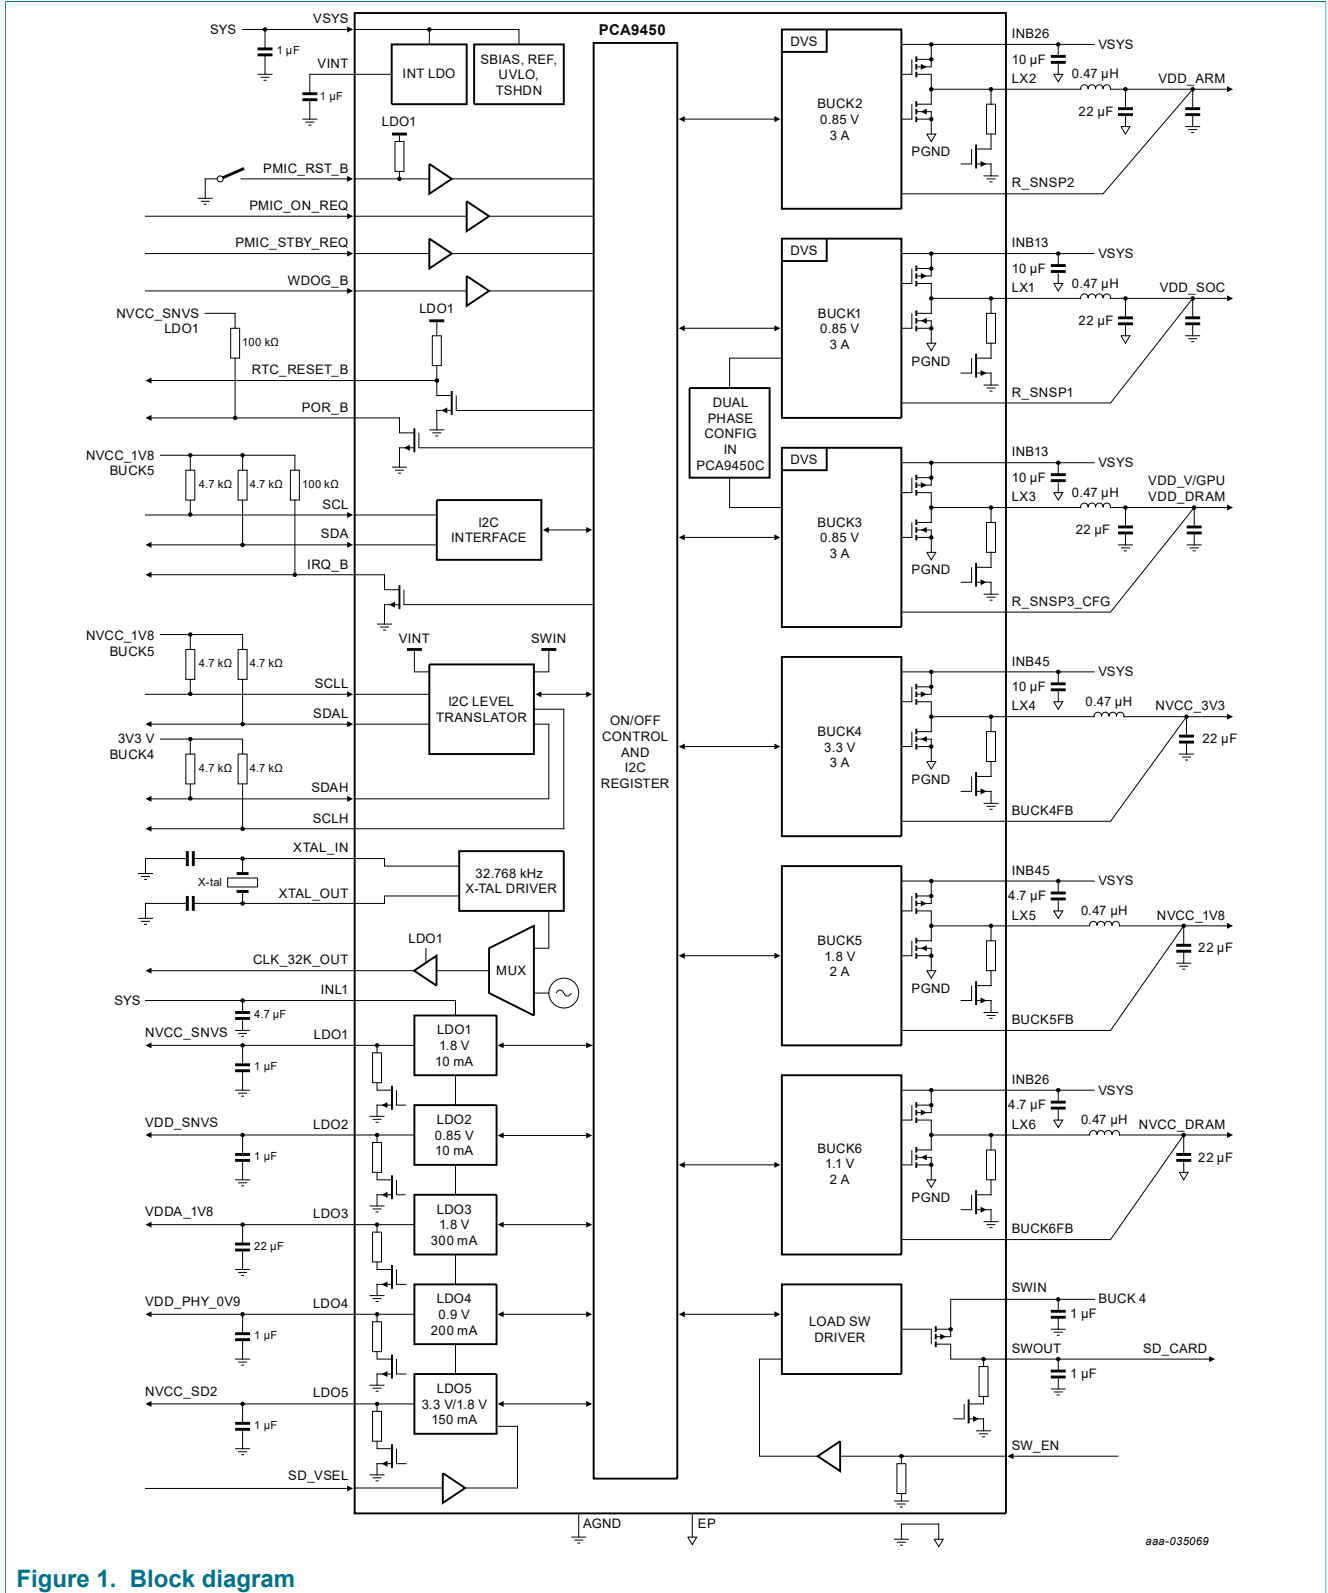 PCA9450
SYS
VSYS
1 µF
VINT
1 µF
INT LDO
SBIAS, REF,
UVLO,
TSHDN
LDO1
PMIC_RST_B
PMIC_ON_REQ
PMIC_STBY_REQ
WDOG_B
NVCC_SNVS
LDO1
100 kΩ
LDO1
RTC_RESET_B
POR_B
NVCC_1V8
BUCK5
4.7 kΩ
4.7 kΩ
100 kΩ
SCL
SDA
IRQ_B
I2C
INTERFACE
NVCC_1V8
BUCK5
4.7 kΩ
4.7 kΩ
VINT
SWIN
SCLL
SDAL
I2C LEVEL
TRANSLATOR
3V3 V
BUCK4
4.7 kΩ
4.7 kΩ
SDAH
SCLH
XTAL_IN
X-tal
XTAL_OUT
32.768 kHz
X-TAL DRIVER
LDO1
CLK_32K_OUT
MUX
SYS
INL1
4.7 µF
NVCC_SNVS
LDO1
1 µF
LDO1
1.8 V
10 mA
VDD_SNVS
LDO2
1 µF
LDO2
0.85 V
10 mA
VDDA_1V8
LDO3
22 µF
LDO3
1.8 V
300 mA
VDD_PHY_0V9
LDO4
1 µF
LDO4
0.9 V
200 mA
NVCC_SD2
LDO5
1 µF
LDO5
3.3 V/1.8 V
150 mA
SD_VSEL
ON/OFF
CONTROL
AND
I2C
REGISTER
DVS
BUCK2
0.85 V
3 A
PGND
INB26
VSYS
10 µF
LX2
0.47 µH
VDD_ARM
22 µF
R_SNSP2
DVS
BUCK1
0.85 V
3 A
PGND
INB13
VSYS
10 µF
LX1
0.47 µH
VDD_SOC
22 µF
R_SNSP1
DUAL
PHASE
CONFIG
IN
PCA9450C
DVS
BUCK3
0.85 V
3 A
PGND
INB13
VSYS
10 µF
LX3
0.47 µH
VDD_V/GPU
VDD_DRAM
22 µF
R_SNSP3_CFG
BUCK4
3.3 V
3 A
PGND
INB45
VSYS
10 µF
LX4
0.47 µH
NVCC_3V3
22 µF
BUCK4FB
BUCK5
1.8 V
2 A
PGND
INB45
VSYS
4.7 µF
LX5
0.47 µH
NVCC_1V8
22 µF
BUCK5FB
BUCK6
1.1 V
2 A
PGND
INB26
VSYS
4.7 µF
LX6
0.47 µH
NVCC_DRAM
22 µF
BUCK6FB
LOAD SW
DRIVER
SWIN
BUCK 4
1 µF
SWOUT
SD_CARD
1 µF
SW_EN
AGND
EP
aaa-035069
Figure 1. Block diagram